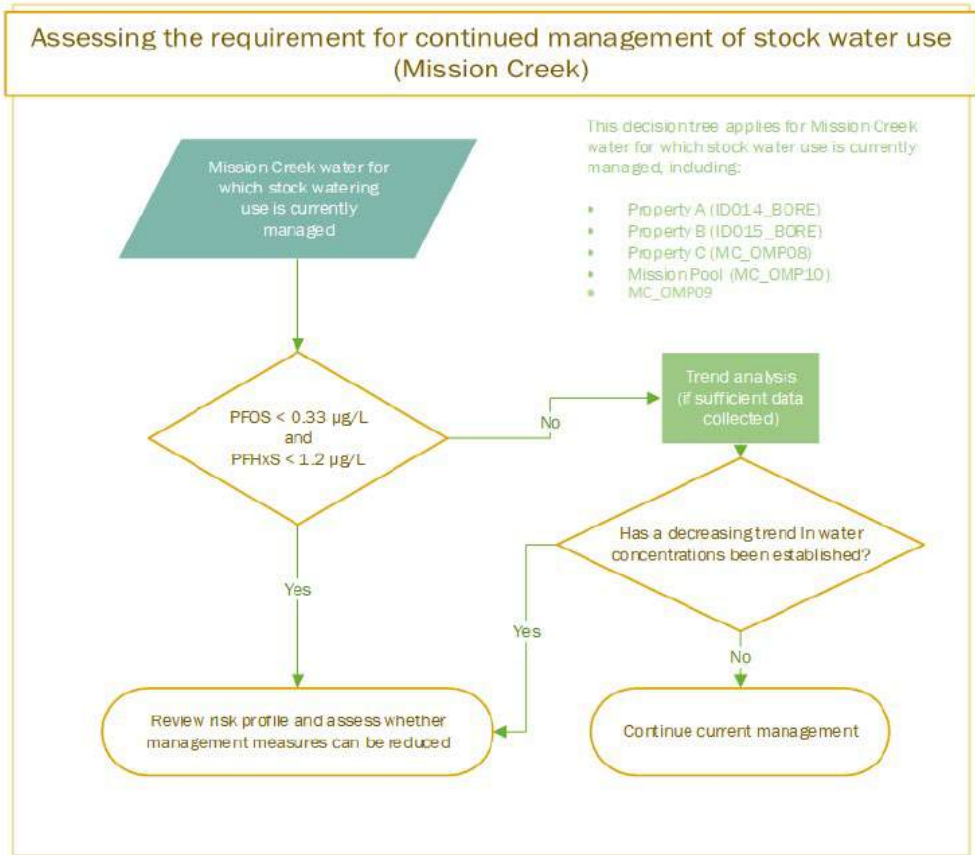 Assessing the requirement for continued management of stock water use
(Mission Creek)
Mission Creek water for
which stock watering
use is currently
managed
This decision tree applies for Mission Creek
water for which stock water use is currently
managed, including:
• Property A (ID014_BORE)
• Property B (ID015_BORE)
• Property C (MC_OMP08)
• Mission Pool (MC_OMP10)
• MC_OMP09
PFOS < 0.33 µg/L
and
PFHxS < 1.2 µg/L
No
Trend analysis
(if sufficient data
collected)
Has a decreasing trend in water
concentrations been established?
Yes
Yes
No
Review risk profile and assess whether
management measures can be reduced
Continue current management